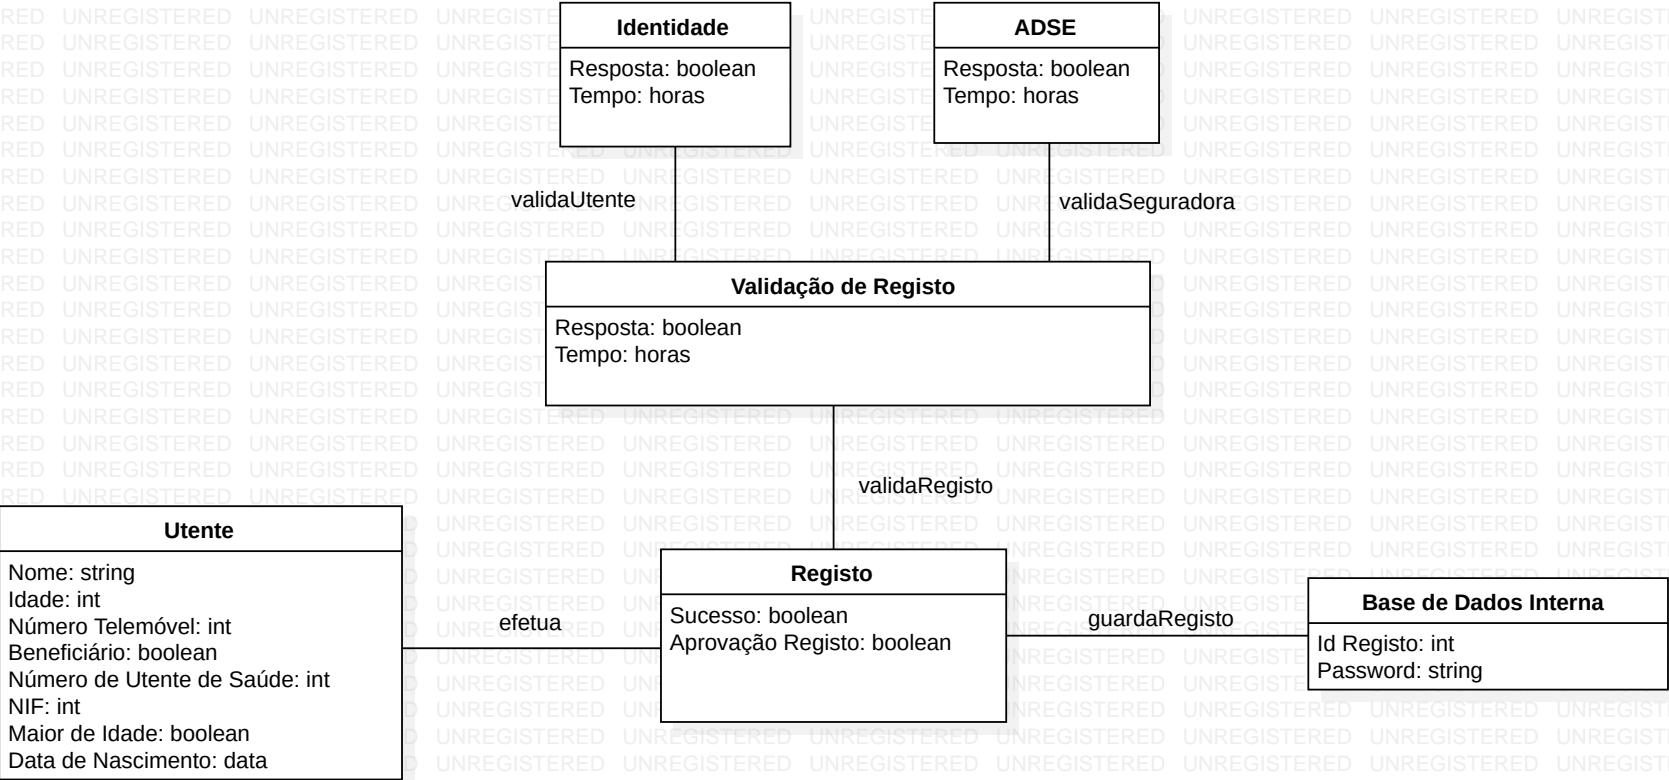 Identidade
Resposta: boolean
Tempo: horas
ADSE
Resposta: boolean
Tempo: horas
validaUtente
validaSeguradora
Validação de Registo
Resposta: boolean
Tempo: horas
validaRegisto
Utente
Nome: string
Idade: int
Número Telemóvel: int
Beneficiário: boolean
Número de Utente de Saúde: int
NIF: int
Maior de Idade: boolean
Data de Nascimento: data
efetua
Registo
Sucesso: boolean
Aprovação Registo: boolean
guardaRegisto
Base de Dados Interna
Id Registo: int
Password: string
UNREGISTERED